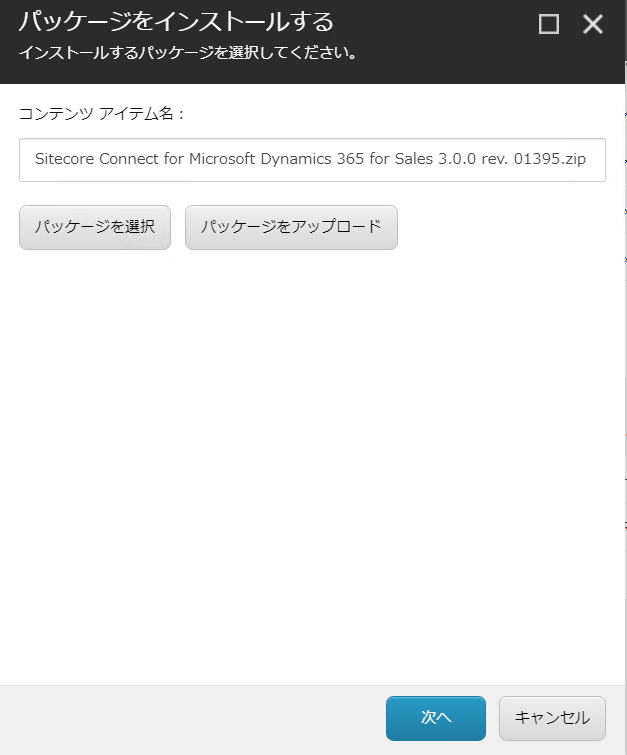 パッケージをインストールする
インストールするパッケージを選択してください。
コンテンツ アイテム名：
Sitecore Connect for Microsoft Dynamics 365 for Sales 3.0.0 rev. 01395.zip
パッケージを選択 パッケージをアップロード
次へ キャンセル